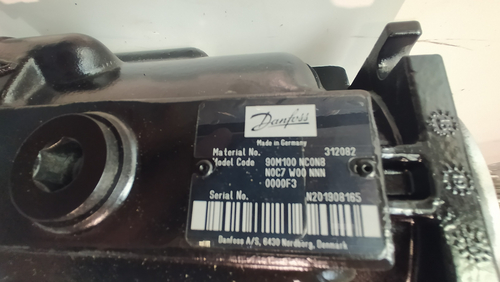 Danfoss
Made in Germany
Material No. 312082
Model Code 90M100 NC0N8
N0C7 W00 NNN
0000F3
Serial No. N201908165
Danfoss A/S, 6430 Nordborg, Denmark